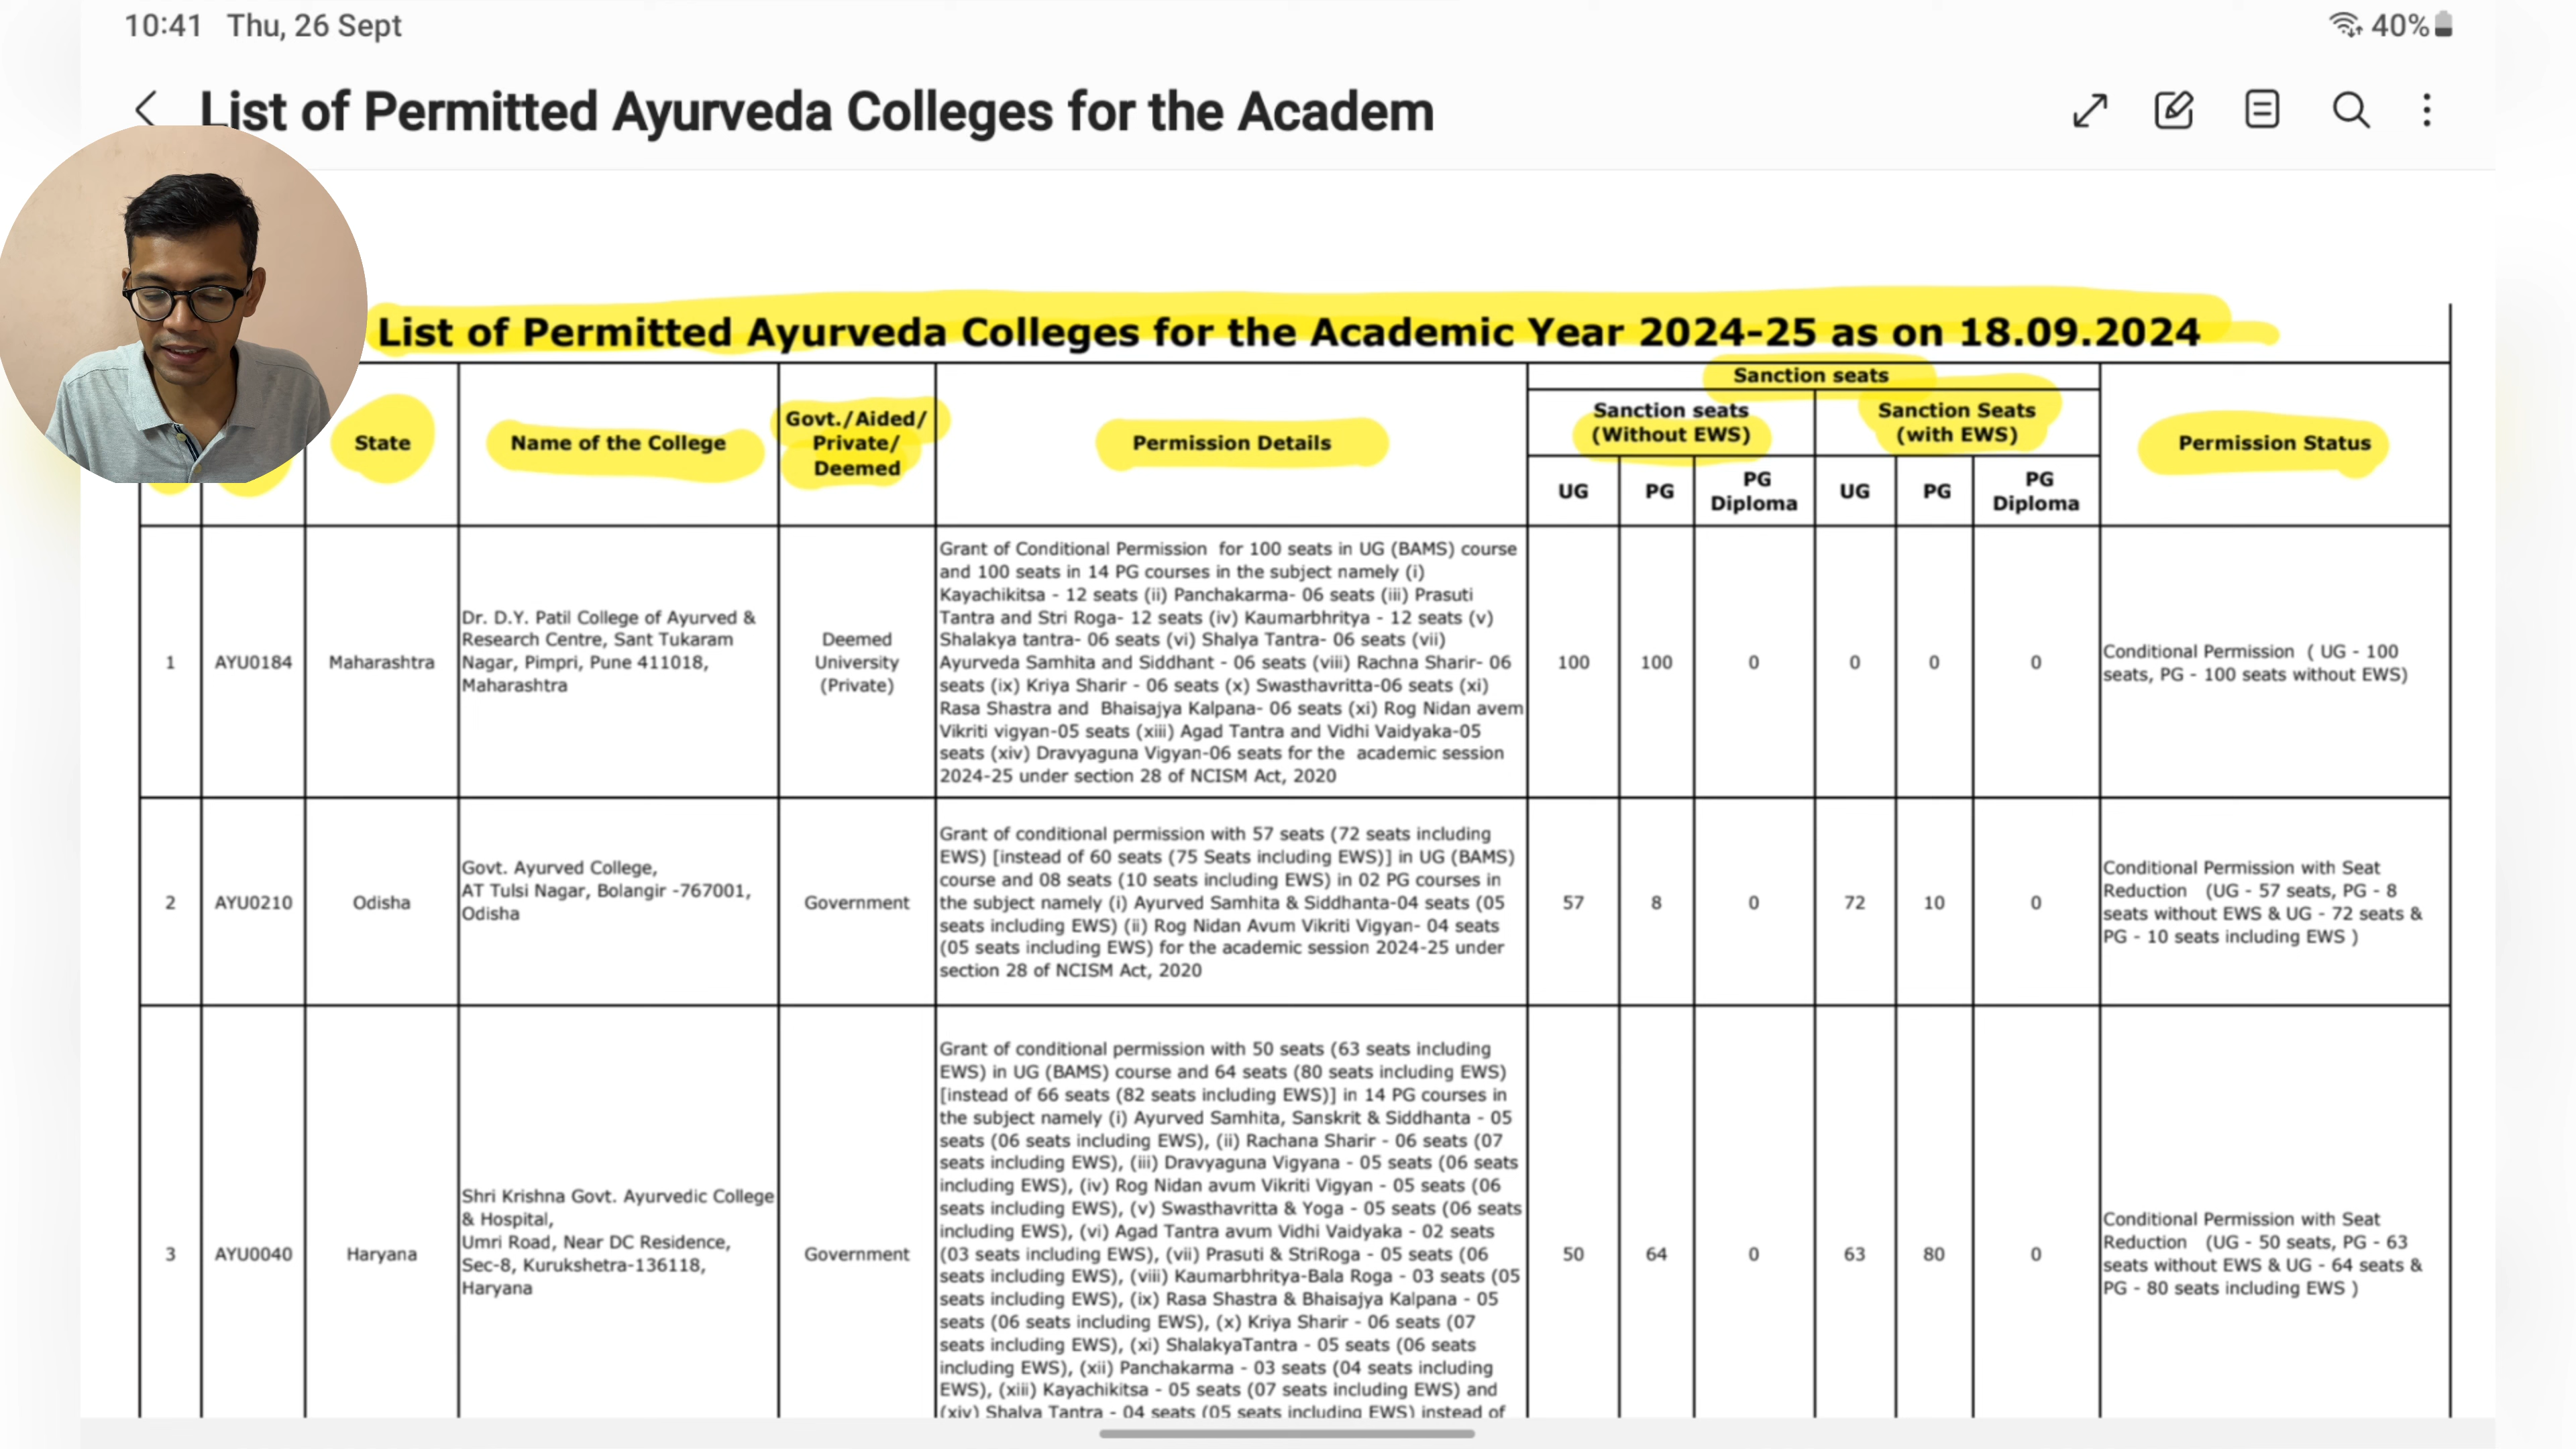 10:41 Thu, 26 Sept
40%
List of Permitted Ayurveda Colleges for the Academ
List of Permitted Ayurveda Colleges for the Academic Year 2024-25 as on 18.09.2024
State
Name of the College
Govt./Aided/
Private/
Deemed
Permission Details
Sanction seats
Sanction seats
(Without EWS)
Sanction Seats
(with EWS)
UG
PG
PG
Diploma
UG
PG
PG
Diploma
Permission Status
1
AYU0184
Maharashtra
Dr. D.Y. Patil College of Ayurved &
Research Centre, Sant Tukaram
Nagar, Pimpri, Pune 411018,
Maharashtra
Deemed
University
(Private)
Grant of Conditional Permission for 100 seats in UG (BAMS) course
and 100 seats in 14 PG courses in the subject namely (i)
Kayachikitsa - 12 seats (ii) Panchakarma- 06 seats (iii) Prasuti
Tantra and Stri Roga- 12 seats (iv) Kaumarbhritya - 12 seats (v)
Shalakya tantra- 06 seats (vi) Shalya Tantra- 06 seats (vii)
Ayurveda Samhita and Siddhant - 06 seats (viii) Rachna Sharir- 06
seats (ix) Kriya Sharir - 06 seats (x) Swasthavritta-06 seats (xi)
Rasa Shastra and Bhaisajya Kalpana- 06 seats (xi) Rog Nidan avem
Vikriti vigyan-05 seats (xiii) Agad Tantra and Vidhi Vaidyaka-05
seats (xiv) Dravyaguna Vigyan-06 seats for the academic session
2024-25 under section 28 of NCISM Act, 2020
100
100
0
0
0
0
Conditional Permission ( UG - 100
seats, PG - 100 seats without EWS)
2
AYU0210
Odisha
Govt. Ayurved College,
AT Tulsi Nagar, Bolangir -767001,
Odisha
Government
Grant of conditional permission with 57 seats (72 seats including
EWS) [instead of 60 seats (75 Seats including EWS)] in UG (BAMS)
course and 08 seats (10 seats including EWS) in 02 PG courses in
the subject namely (i) Ayurved Samhita & Siddhanta-04 seats (05
seats including EWS) (ii) Rog Nidan Avum Vikriti Vigyan- 04 seats
(05 seats including EWS) for the academic session 2024-25 under
section 28 of NCISM Act, 2020
57
8
0
72
10
0
Conditional Permission with Seat
Reduction (UG - 57 seats, PG - 8
seats without EWS & UG - 72 seats &
PG - 10 seats including EWS )
3
AYU0040
Haryana
Shri Krishna Govt. Ayurvedic College
& Hospital,
Umri Road, Near DC Residence,
Sec-8, Kurukshetra-136118,
Haryana
Government
Grant of conditional permission with 50 seats (63 seats including
EWS) in UG (BAMS) course and 64 seats (80 seats including EWS)
[instead of 66 seats (82 seats including EWS)] in 14 PG courses in
the subject namely (i) Ayurved Samhita, Sanskrit & Siddhanta - 05
seats (06 seats including EWS), (ii) Rachana Sharir - 06 seats (07
seats including EWS), (iii) Dravyaguna Vigyana - 05 seats (06 seats
including EWS), (iv) Rog Nidan avum Vikriti Vigyan - 05 seats (06
seats including EWS), (v) Swasthavritta & Yoga - 05 seats (06 seats
including EWS), (vi) Agad Tantra avum Vidhi Vaidyaka - 02 seats
(03 seats including EWS), (vii) Prasuti & StriRoga - 05 seats (06
seats including EWS), (viii) Kaumarbhritya-Bala Roga - 03 seats (05
seats including EWS), (ix) Rasa Shastra & Bhaisajya Kalpana - 05
seats (06 seats including EWS), (x) Kriya Sharir - 06 seats (07
seats including EWS), (xi) ShalakyaTantra - 05 seats (06 seats
including EWS), (xii) Panchakarma - 03 seats (04 seats including
EWS), (xiii) Kayachikitsa - 05 seats (07 seats including EWS) and
(xiv) Shalya Tantra - 04 seats (05 seats including EWS) instead of
50
64
0
63
80
0
Conditional Permission with Seat
Reduction (UG - 50 seats, PG - 63
seats without EWS & UG - 64 seats &
PG - 80 seats including EWS )